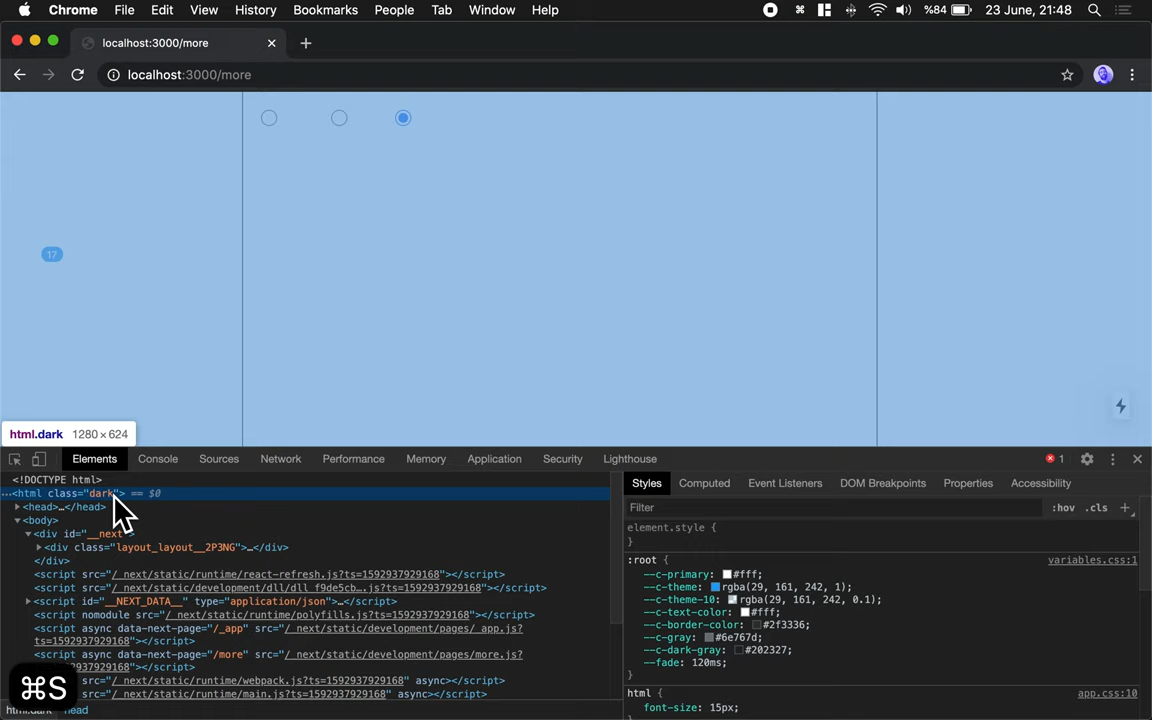 Chrome File Edit View History Bookmarks People Tab Window Help %84 23 June, 21:48
localhost:3000/more
localhost:3000/more
17
html.dark 1280×624
Elements Console Sources Network Performance Memory Application Security Lighthouse 1
<!DOCTYPE html>
…<html class="dark"> == $0
<head>…</head>
<body>
<div id="__next">
<div class="layout_layout__2P3NG">…</div>
</div>
<script src="/_next/static/runtime/react-refresh.js?ts=1592937929168"></script>
<script src="/_next/static/development/dll/dll_f9de5cb….js?ts=1592937929168"></script>
<script id="__NEXT_DATA__" type="application/json">…</script>
<script nomodule src="/_next/static/runtime/polyfills.js?ts=1592937929168"></script>
<script async data-next-page="/_app" src="/_next/static/development/pages/_app.js?
ts=1592937929168"></script>
<script async data-next-page="/more" src="/_next/static/development/pages/more.js?
2937929168"></script>
src="/_next/static/runtime/webpack.js?ts=1592937929168" async></script>
src="/_next/static/runtime/main.js?ts=1592937929168" async></script>
⌘S
html.dark head
Styles Computed Event Listeners DOM Breakpoints Properties Accessibility
Filter :hov .cls +
element.style {
}
:root { variables.css:1
--c-primary: #fff;
--c-theme: rgba(29, 161, 242, 1);
--c-theme-10: rgba(29, 161, 242, 0.1);
--c-text-color: #fff;
--c-border-color: #2f3336;
--c-gray: #6e767d;
--c-dark-gray: #202327;
--fade: 120ms;
}
html { app.css:10
font-size: 15px;